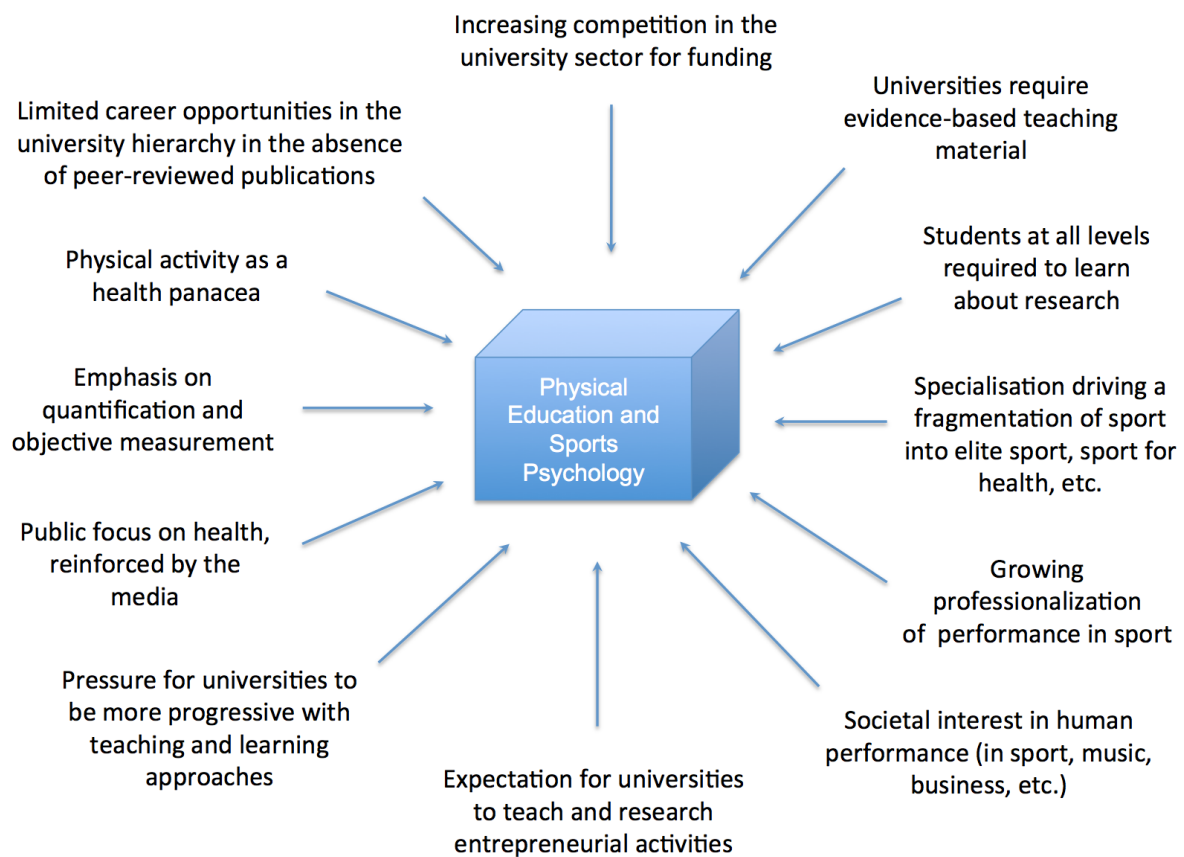 Increasing competition in the
university sector for funding
Universities require
evidence-based teaching
material
Students at all levels
required to learn
about research
Specialisation driving a
fragmentation of sport
into elite sport, sport for
health, etc.
Growing
professionalization
of  performance in sport
Societal interest in human
performance (in sport, music,
business, etc.)
Expectation for universities
to teach and research
entrepreneurial activities
Pressure for universities to
be more progressive with
teaching and learning
approaches
Public focus on health,
reinforced by the
media
Emphasis on
quantification and
objective measurement
Physical activity as a
health panacea
Limited career opportunities in the
university hierarchy in the absence
of peer-reviewed publications
Physical
Education and
Sports
Psychology